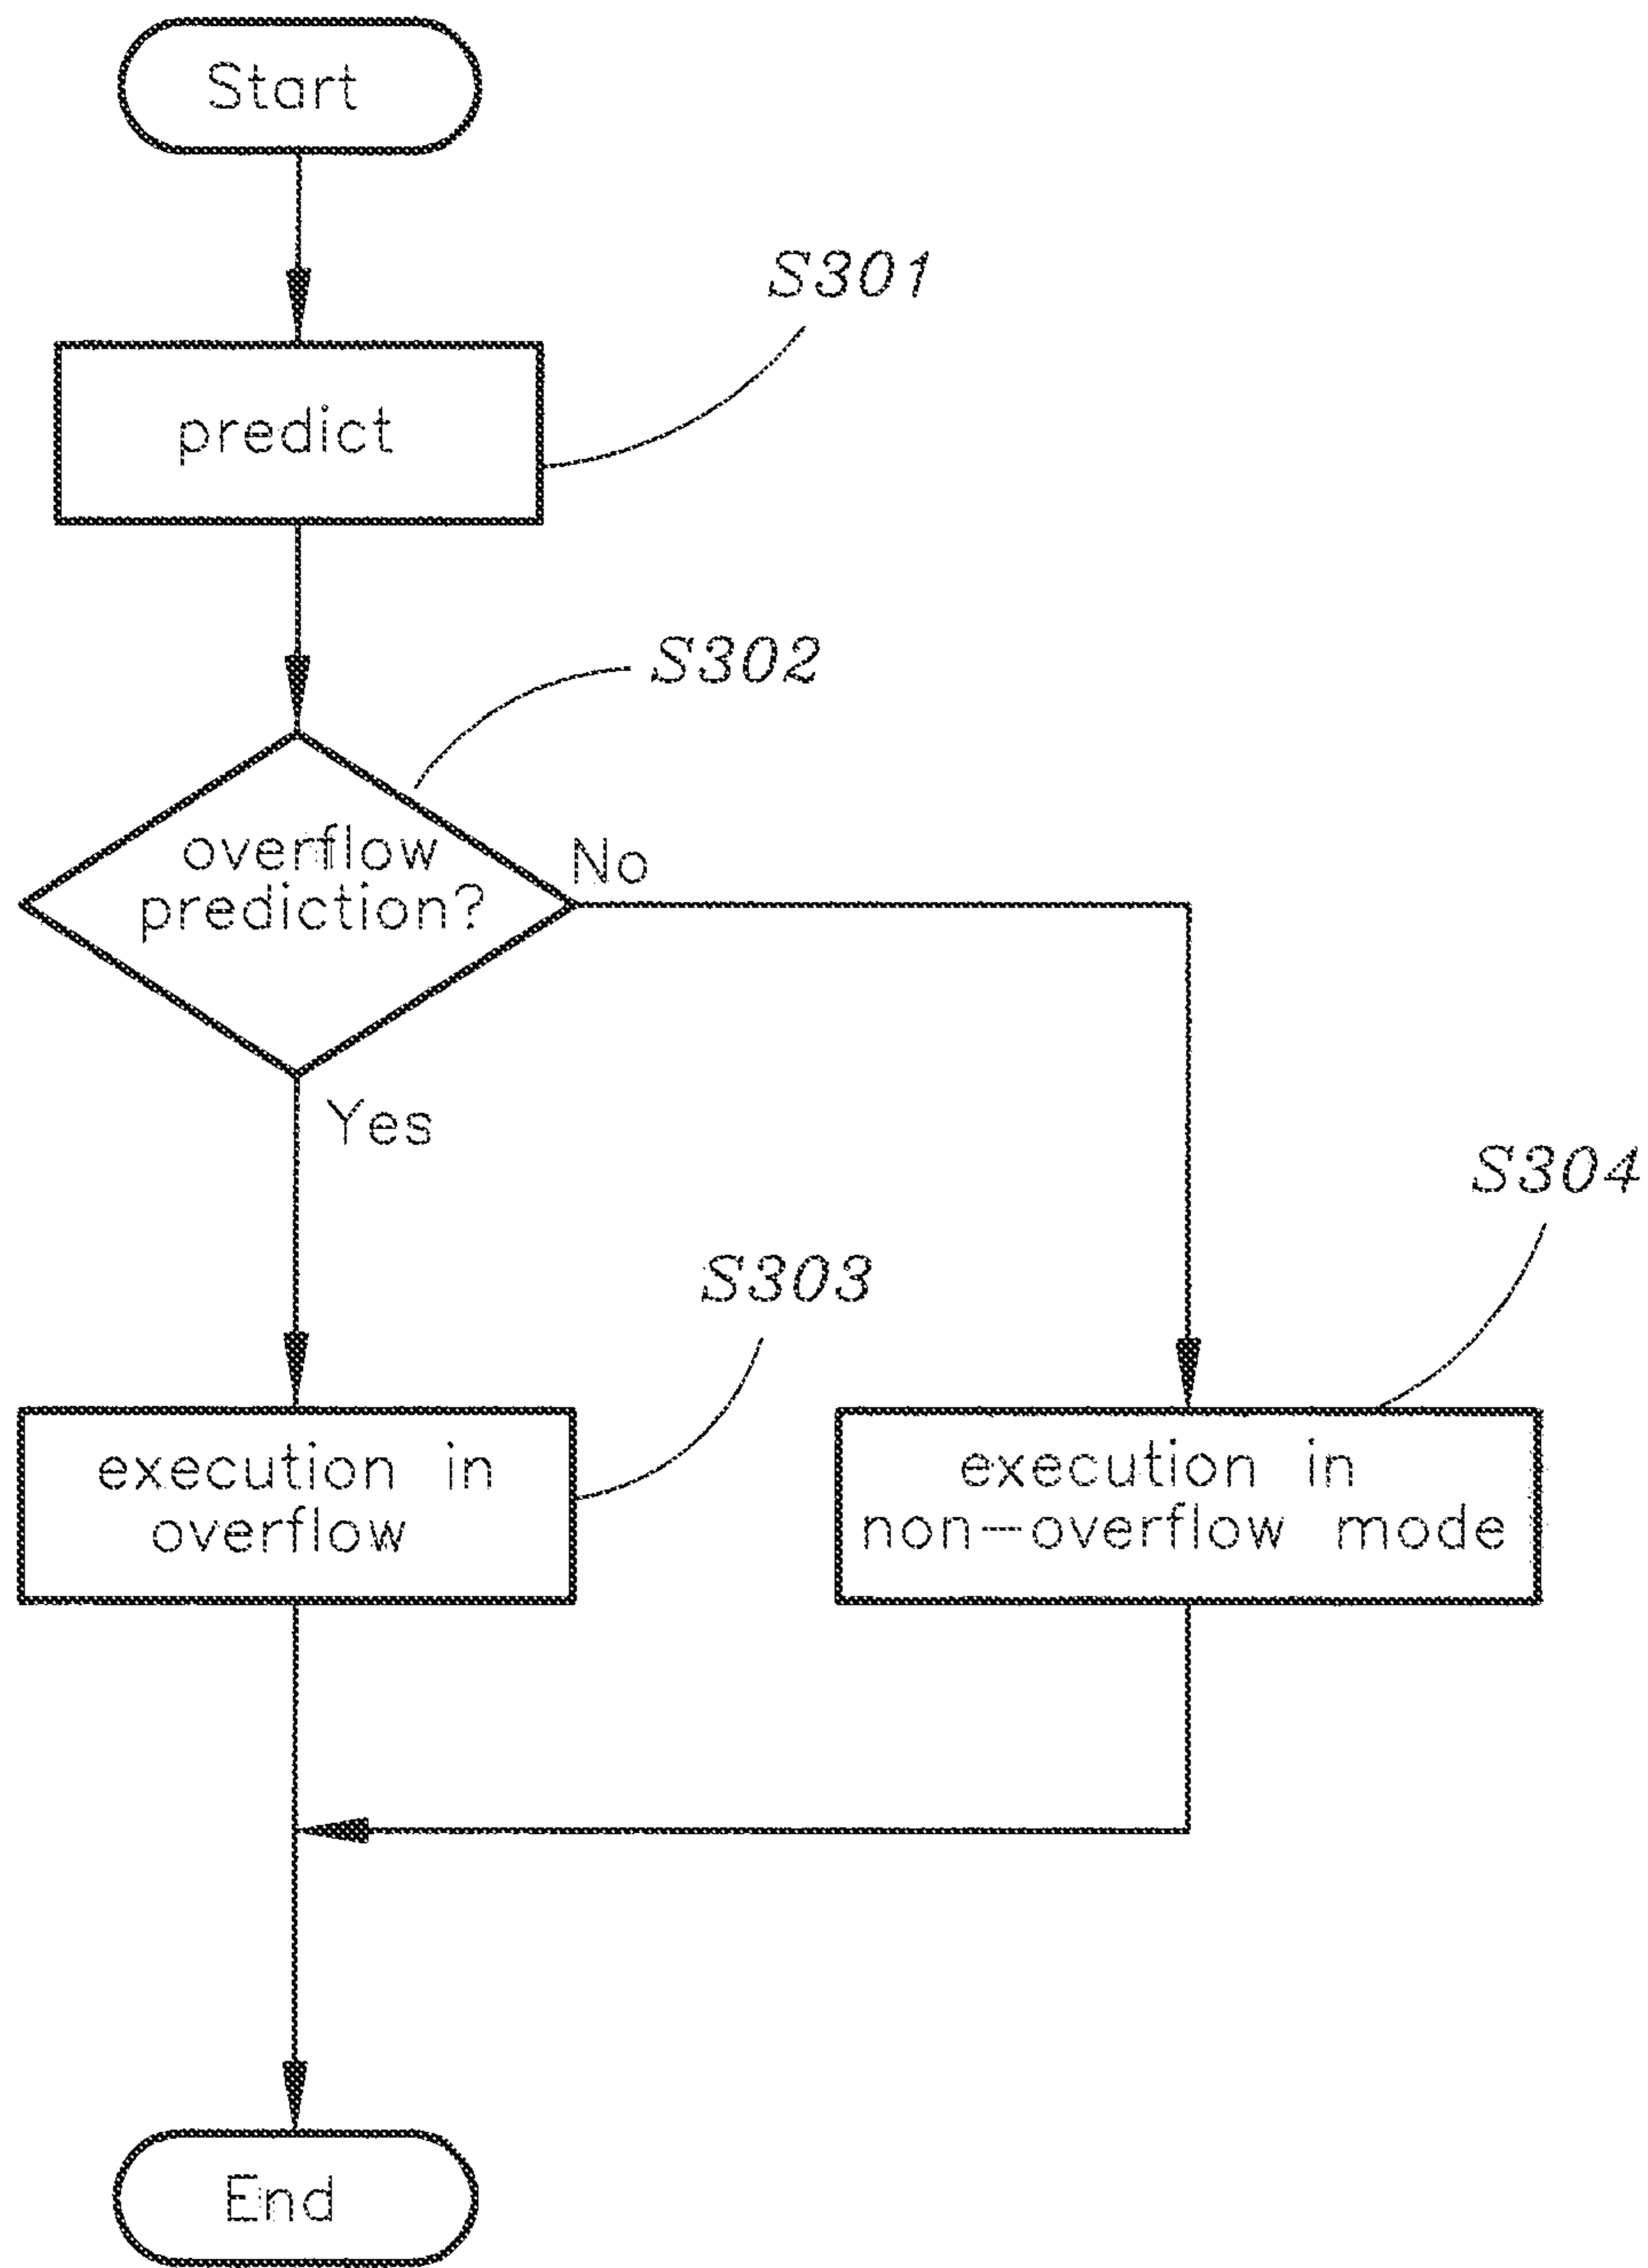 Start
S301
predict
S302
overflow
prediction?
No
Yes
S304
S303
execution in
overflow
execution in
non-overflow mode
End